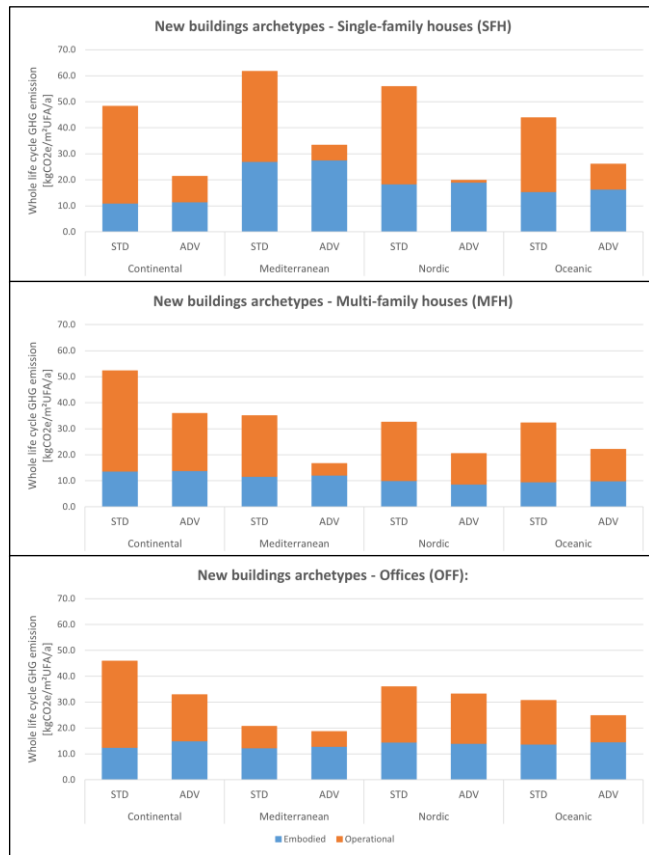 New buildings archetypes - Single-family houses (SFH)
Whole life cycle GHG emission
[kgCO2e/m²UFA/a]
70.0
60.0
50.0
40.0
30.0
20.0
10.0
0.0
STD ADV STD ADV STD ADV STD ADV
Continental Mediterranean Nordic Oceanic
New buildings archetypes - Multi-family houses (MFH)
Whole life cycle GHG emission
[kgCO2e/m²UFA/a]
70.0
60.0
50.0
40.0
30.0
20.0
10.0
0.0
STD ADV STD ADV STD ADV STD ADV
Continental Mediterranean Nordic Oceanic
New buildings archetypes - Offices (OFF):
Whole life cycle GHG emission
[kgCO2e/m²UFA/a]
70.0
60.0
50.0
40.0
30.0
20.0
10.0
0.0
STD ADV STD ADV STD ADV STD ADV
Continental Mediterranean Nordic Oceanic
Embodied Operational